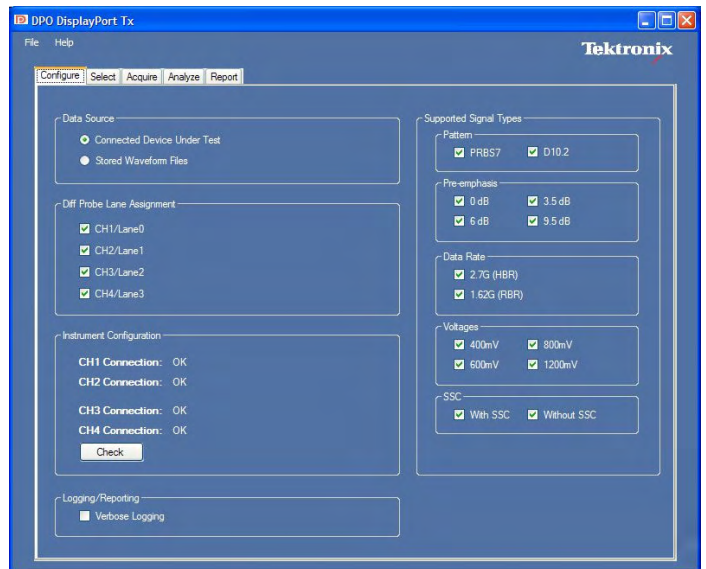 DPO DisplayPort Tx
File Help
Tektronix
Configure Select Acquire Analyze Report
Data Source
Connected Device Under Test
Stored Waveform Files
Diff Probe Lane Assignment
CH1/Lane0
CH2/Lane1
CH3/Lane2
CH4/Lane3
Instrument Configuration
CH1 Connection: OK
CH2 Connection: OK
CH3 Connection: OK
CH4 Connection: OK
Check
Logging/Reporting
Verbose Logging
Supported Signal Types
Pattern
PRBS7 D10.2
Pre-emphasis
0 dB 3.5 dB
6 dB 9.5 dB
Data Rate
2.7G (HBR)
1.62G (RBR)
Voltages
400mV 800mV
600mV 1200mV
SSC
With SSC Without SSC